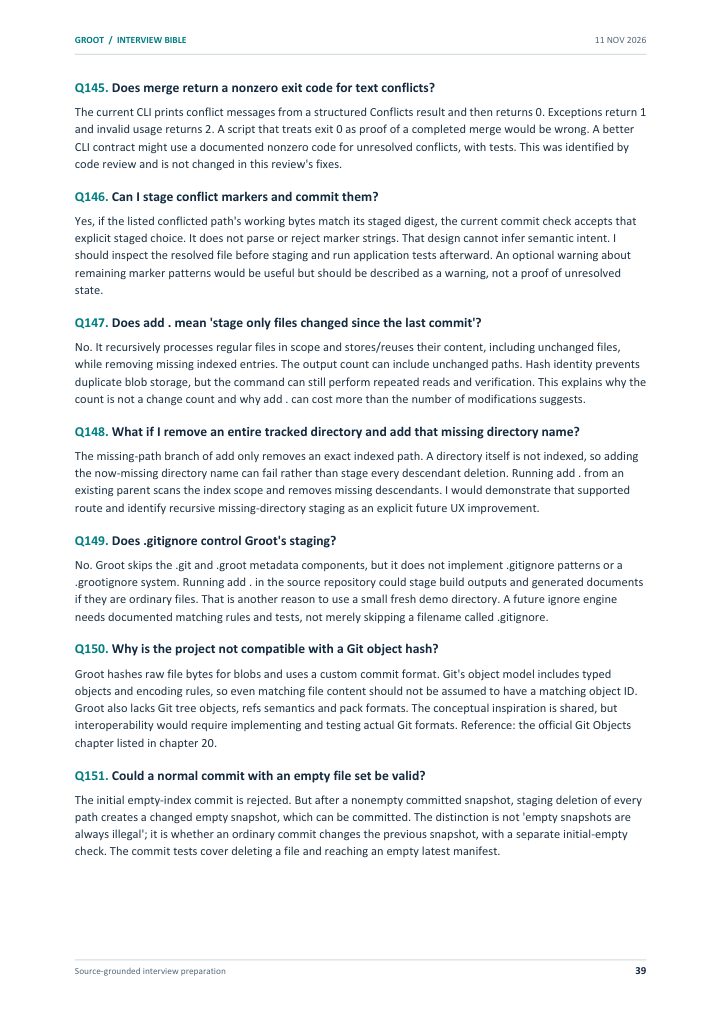 GROOT / INTERVIEW BIBLE
11 NOV 2026
Q145. Does merge return a nonzero exit code for text conflicts?
The current CLI prints conflict messages from a structured Conflicts result and then returns 0. Exceptions return 1
and invalid usage returns 2. A script that treats exit 0 as proof of a completed merge would be wrong. A better
CLI contract might use a documented nonzero code for unresolved conflicts, with tests. This was identified by
code review and is not changed in this review's fixes.
Q146. Can I stage conflict markers and commit them?
Yes, if the listed conflicted path's working bytes match its staged digest, the current commit check accepts that
explicit staged choice. It does not parse or reject marker strings. That design cannot infer semantic intent. I
should inspect the resolved file before staging and run application tests afterward. An optional warning about
remaining marker patterns would be useful but should be described as a warning, not a proof of unresolved
state.
Q147. Does add . mean 'stage only files changed since the last commit'?
No. It recursively processes regular files in scope and stores/reuses their content, including unchanged files,
while removing missing indexed entries. The output count can include unchanged paths. Hash identity prevents
duplicate blob storage, but the command can still perform repeated reads and verification. This explains why the
count is not a change count and why add . can cost more than the number of modifications suggests.
Q148. What if I remove an entire tracked directory and add that missing directory name?
The missing-path branch of add only removes an exact indexed path. A directory itself is not indexed, so adding
the now-missing directory name can fail rather than stage every descendant deletion. Running add . from an
existing parent scans the index scope and removes missing descendants. I would demonstrate that supported
route and identify recursive missing-directory staging as an explicit future UX improvement.
Q149. Does .gitignore control Groot's staging?
No. Groot skips the .git and .groot metadata components, but it does not implement .gitignore patterns or a
.grootignore system. Running add . in the source repository could stage build outputs and generated documents
if they are ordinary files. That is another reason to use a small fresh demo directory. A future ignore engine
needs documented matching rules and tests, not merely skipping a filename called .gitignore.
Q150. Why is the project not compatible with a Git object hash?
Groot hashes raw file bytes for blobs and uses a custom commit format. Git's object model includes typed
objects and encoding rules, so even matching file content should not be assumed to have a matching object ID.
Groot also lacks Git tree objects, refs semantics and pack formats. The conceptual inspiration is shared, but
interoperability would require implementing and testing actual Git formats. Reference: the official Git Objects
chapter listed in chapter 20.
Q151. Could a normal commit with an empty file set be valid?
The initial empty-index commit is rejected. But after a nonempty committed snapshot, staging deletion of every
path creates a changed empty snapshot, which can be committed. The distinction is not 'empty snapshots are
always illegal'; it is whether an ordinary commit changes the previous snapshot, with a separate initial-empty
check. The commit tests cover deleting a file and reaching an empty latest manifest.
Source-grounded interview preparation
39